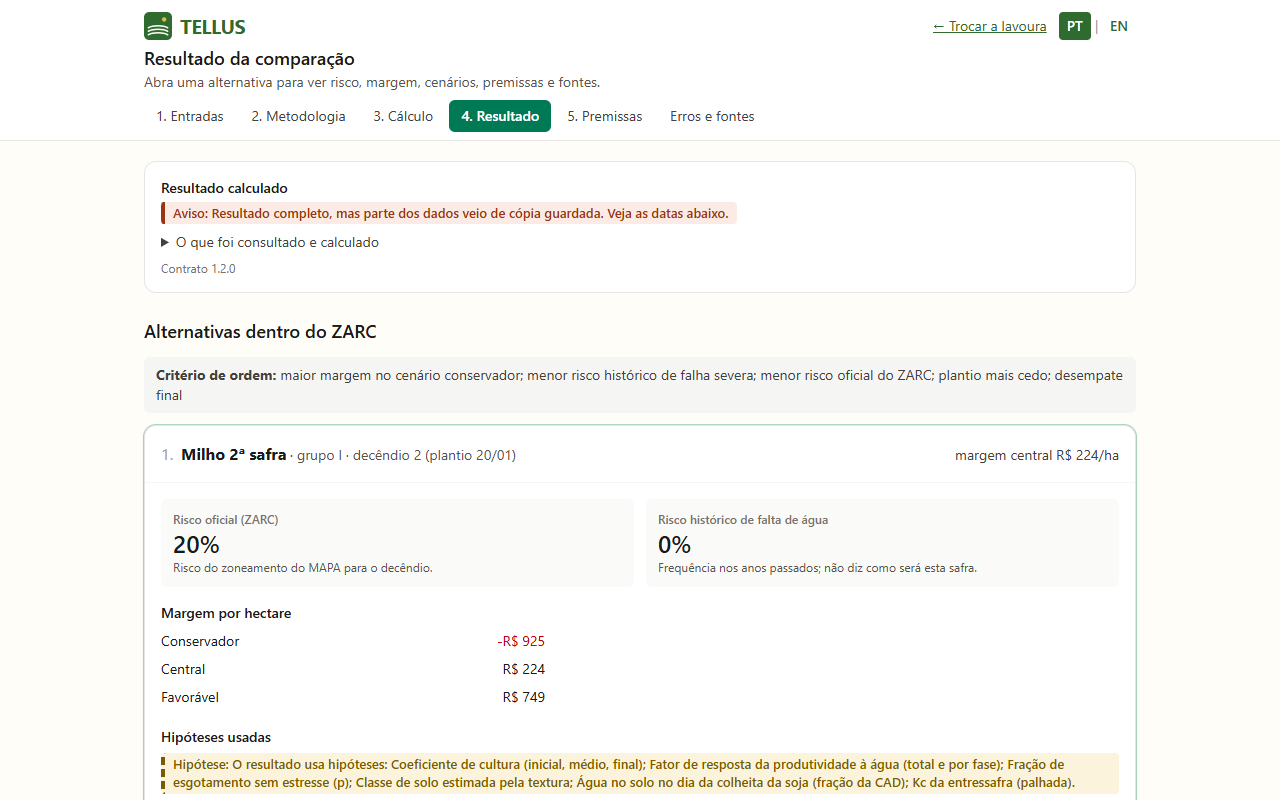 TELLUS
← Trocar a lavoura PT | EN
Resultado da comparação
Abra uma alternativa para ver risco, margem, cenários, premissas e fontes.
1. Entradas 2. Metodologia 3. Cálculo 4. Resultado 5. Premissas Erros e fontes
Resultado calculado
Aviso: Resultado completo, mas parte dos dados veio de cópia guardada. Veja as datas abaixo.
▶ O que foi consultado e calculado
Contrato 1.2.0
Alternativas dentro do ZARC
Critério de ordem: maior margem no cenário conservador; menor risco histórico de falha severa; menor risco oficial do ZARC; plantio mais cedo; desempate
final
1. Milho 2ª safra · grupo I · decêndio 2 (plantio 20/01) margem central R$ 224/ha
Risco oficial (ZARC)
20%
Risco do zoneamento do MAPA para o decêndio.
Risco histórico de falta de água
0%
Frequência nos anos passados; não diz como será esta safra.
Margem por hectare
Conservador -R$ 925
Central R$ 224
Favorável R$ 749
Hipóteses usadas
Hipótese: O resultado usa hipóteses: Coeficiente de cultura (inicial, médio, final); Fator de resposta da produtividade à água (total e por fase); Fração de
esgotamento sem estresse (p); Classe de solo estimada pela textura; Água no solo no dia da colheita da soja (fração da CAD); Kc da entressafra (palhada).